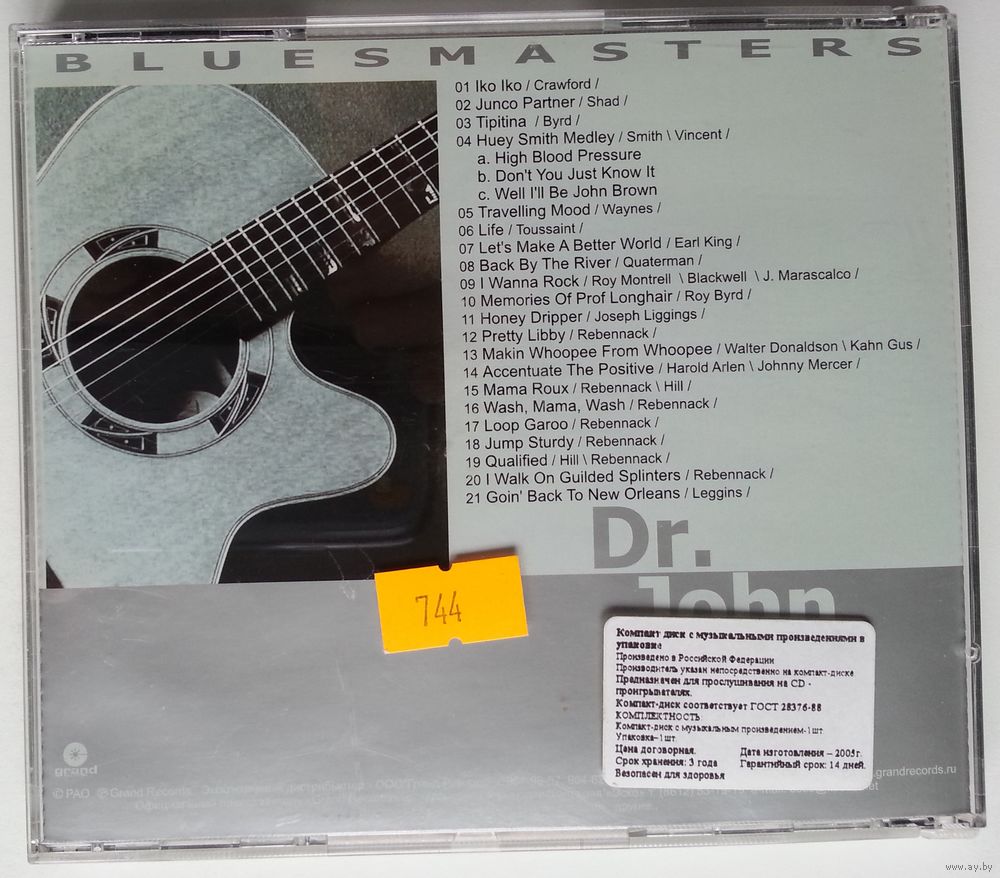 BLUESMASTERS
01 Iko Iko / Crawford /
02 Junco Partner / Shad /
03 Tipitina / Byrd /
04 Huey Smith Medley / Smith \ Vincent /
a. High Blood Pressure
b. Don't You Just Know It
c. Well I'll Be John Brown
05 Travelling Mood / Waynes /
06 Life / Toussaint /
07 Let's Make A Better World / Earl King /
08 Back By The River / Quaterman /
09 I Wanna Rock / Roy Montrell \ Blackwell \ J. Marascalco /
10 Memories Of Prof Longhair / Roy Byrd /
11 Honey Dripper / Joseph Liggings /
12 Pretty Libby / Rebennack /
13 Makin Whoopee From Whoopee / Walter Donaldson \ Kahn Gus /
14 Accentuate The Positive / Harold Arlen \ Johnny Mercer /
15 Mama Roux / Rebennack \ Hill /
16 Wash, Mama, Wash / Rebennack /
17 Loop Garoo / Rebennack /
18 Jump Sturdy / Rebennack /
19 Qualified / Hill \ Rebennack /
20 I Walk On Guilded Splinters / Rebennack /
21 Goin' Back To New Orleans / Leggins /
Dr.
John
744
Компакт диск с музыкальными произведениями в
упаковке
Произведено в Российской Федерации
Производитель указан непосредственно на компакт-диске
Предназначен для прослушивания на CD -
проигрывателях.
Компакт-диск соответствует ГОСТ 28376-88
КОМПЛЕКТНОСТЬ
Компакт-диск с музыкальным произведением-1шт
Упаковка-1шт
Цена договорная. Дата изготовления – 2005г.
Срок хранения: 3 года Гарантийный срок: 14 дней.
Безопасен для здоровья
grand
.grandrecords.ru
© РАО ℗ Grand Records
www.ay.by